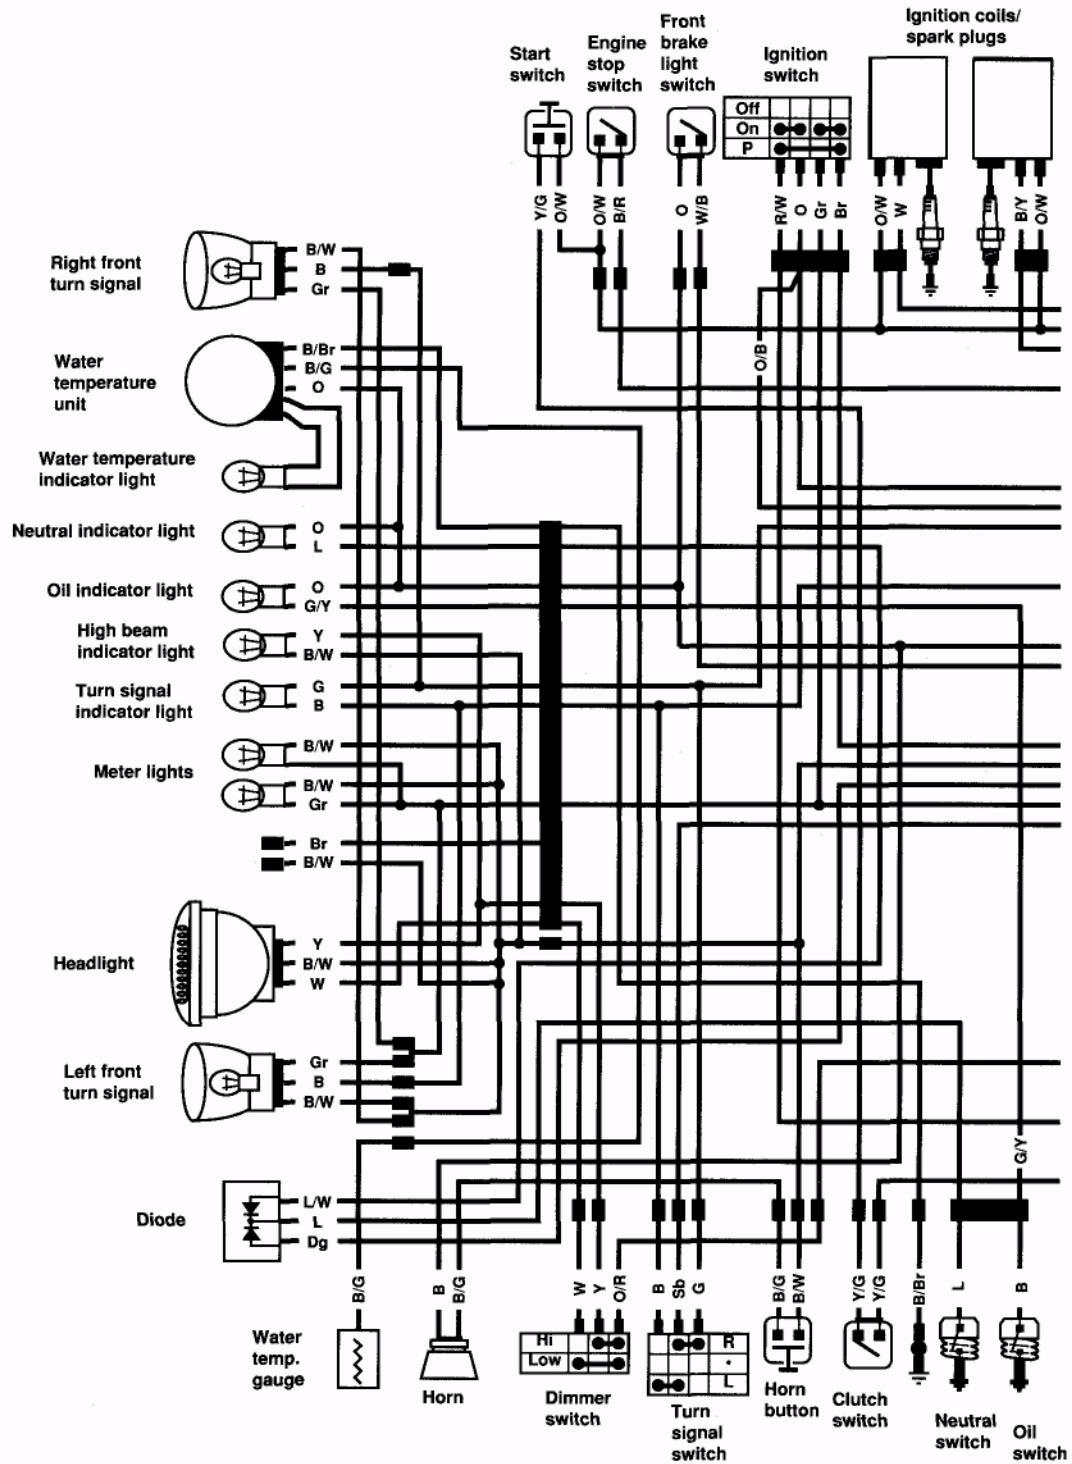 Start
switch
Engine
stop
switch
Front
brake
light
switch
Ignition
switch
Ignition coils/
spark plugs
Off
On
P
Y/G
O/W
O/W
B/R
O
W/B
R/W
O
Gr
Br
O/W
W
B/Y
O/W
Right front
turn signal
B/W
B
Gr
O/B
Water
temperature
unit
B/Br
B/G
O
Water temperature
indicator light
Neutral indicator light
O
L
Oil indicator light
O
G/Y
High beam
indicator light
Y
B/W
Turn signal
indicator light
G
B
Meter lights
B/W
B/W
Gr
Br
B/W
Headlight
Y
B/W
W
Left front
turn signal
Gr
B
B/W
G/Y
Diode
L/W
L
Dg
B/G
B
B/G
W
Y
O/R
B
Sb
G
B/G
B/W
Y/G
Y/G
B/Br
L
B
Water
temp.
gauge
Horn
Hi
Low
Dimmer
switch
R
L
Turn
signal
switch
Horn
button
Clutch
switch
Neutral
switch
Oil
switch